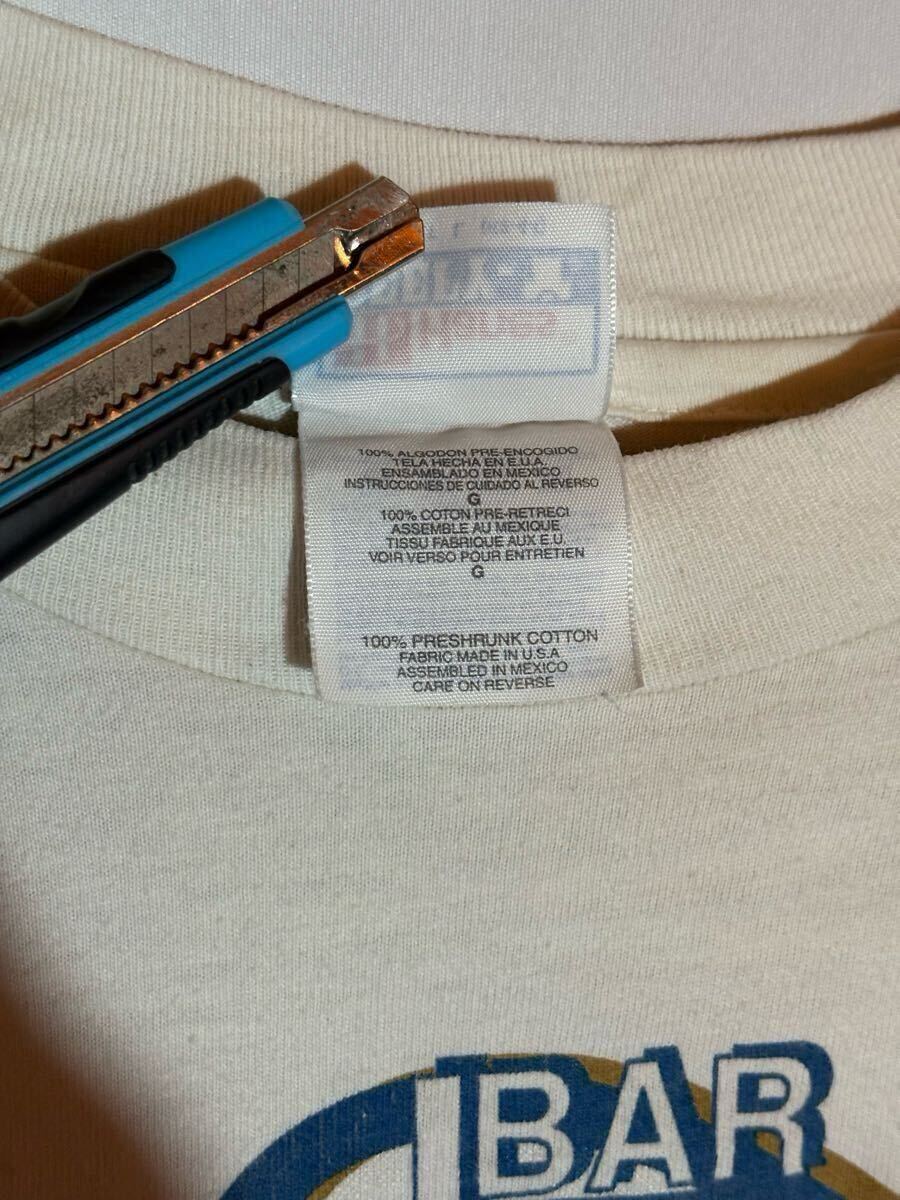 100% ALGODON PRE-ENCOGIDO
TELA HECHA EN E.U.A.
ENSAMBLADO EN MEXICO
INSTRUCCIONES DE CUIDADO AL REVERSO
G
100% COTON PRE-RETRECI
ASSEMBLE AU MEXIQUE
TISSU FABRIQUE AUX E.U.
VOIR VERSO POUR ENTRETIEN
G
100% PRESHRUNK COTTON
FABRIC MADE IN U.S.A
ASSEMBLED IN MEXICO
CARE ON REVERSE
BAR